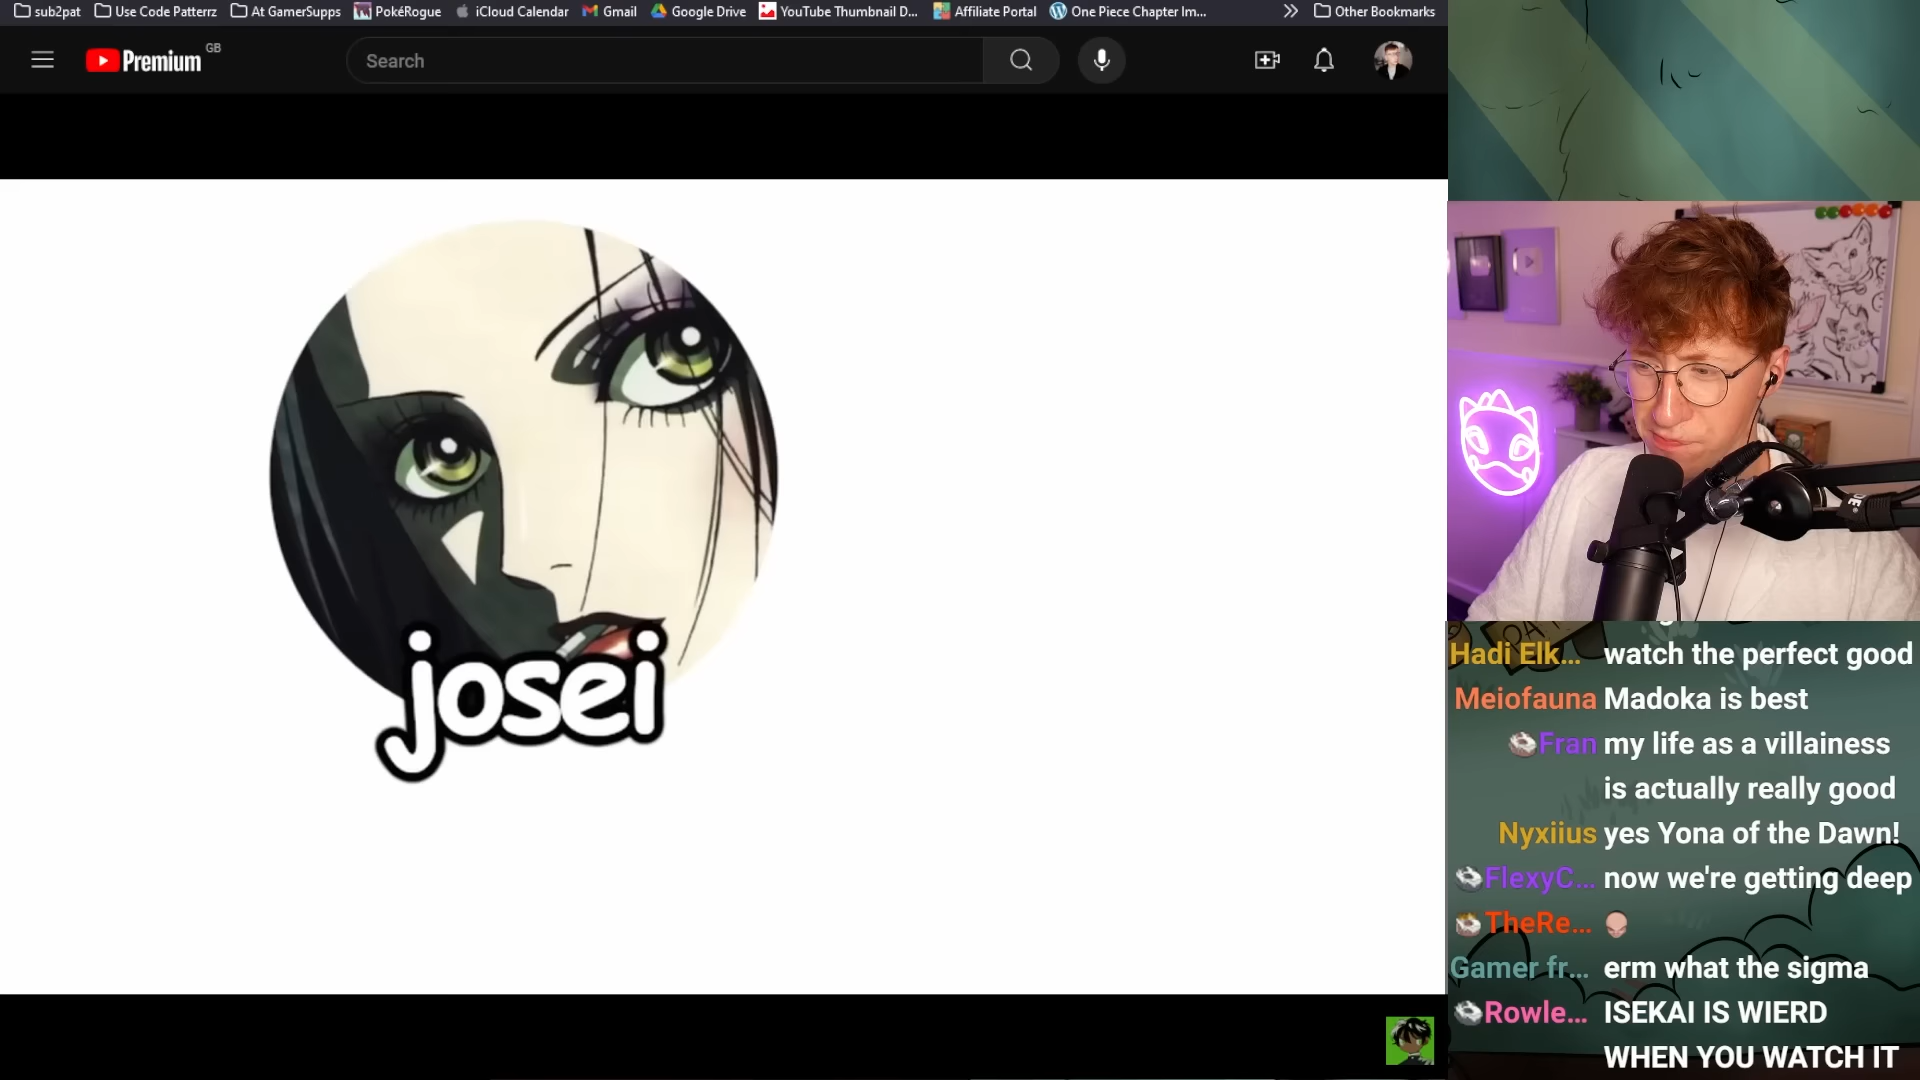 sub2pat Use Code Patterrz At GamerSupps PokéRogue iCloud Calendar Gmail Google Drive YouTube Thumbnail D... Affiliate Portal One Piece Chapter Im... Other Bookmarks
Premium GB
Search
josei
Hadi Elk... watch the perfect good
Meiofauna Madoka is best
Fran my life as a villainess
is actually really good
Nyxiius yes Yona of the Dawn!
FlexyC... now we're getting deep
TheRe...
Gamer fr... erm what the sigma
Rowle... ISEKAI IS WIERD
WHEN YOU WATCH IT